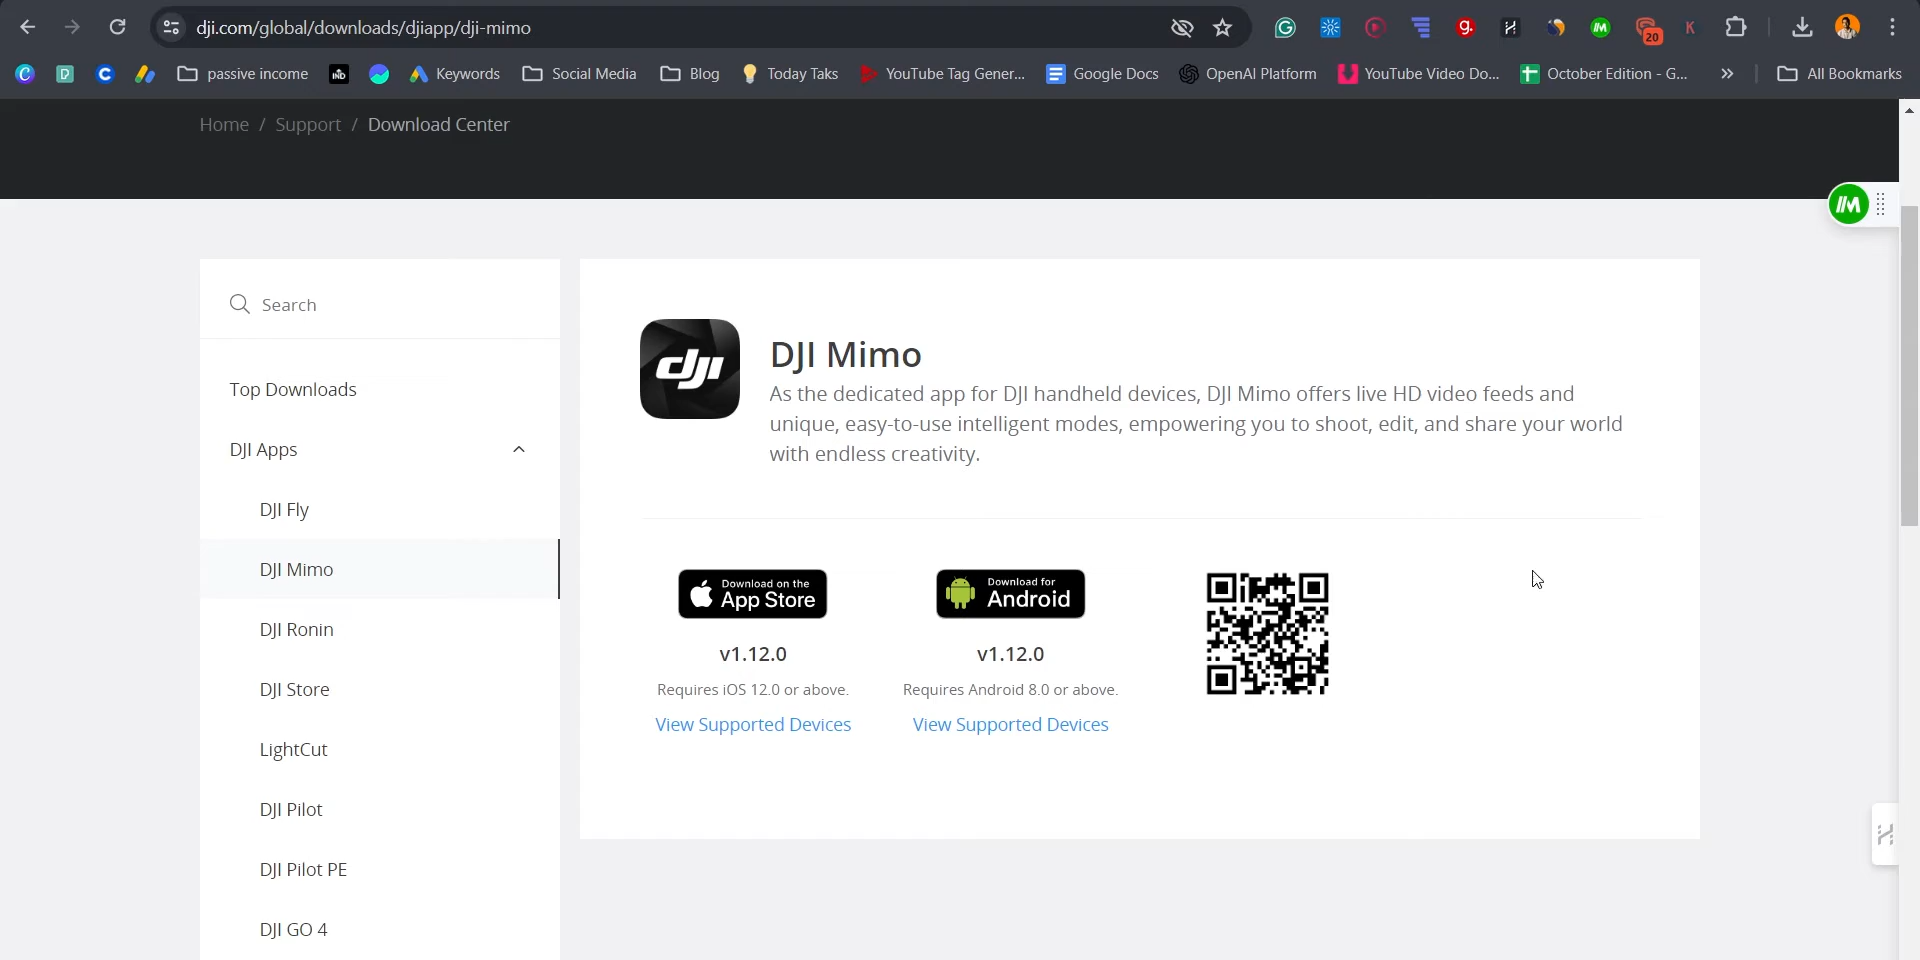 dji.com/global/downloads/djiapp/dji-mimo
20
passive income
Keywords
Social Media
Blog
Today Taks
YouTube Tag Gener...
Google Docs
OpenAI Platform
YouTube Video Do...
October Edition - G...
»
All Bookmarks
Home / Support / Download Center
Search
Top Downloads
DJI Apps
DJI Fly
DJI Mimo
DJI Ronin
DJI Store
LightCut
DJI Pilot
DJI Pilot PE
DJI GO 4
dji
DJI Mimo
As the dedicated app for DJI handheld devices, DJI Mimo offers live HD video feeds and
unique, easy-to-use intelligent modes, empowering you to shoot, edit, and share your world
with endless creativity.
Download on the
App Store
v1.12.0
Requires iOS 12.0 or above.
View Supported Devices
Download for
Android
v1.12.0
Requires Android 8.0 or above.
View Supported Devices